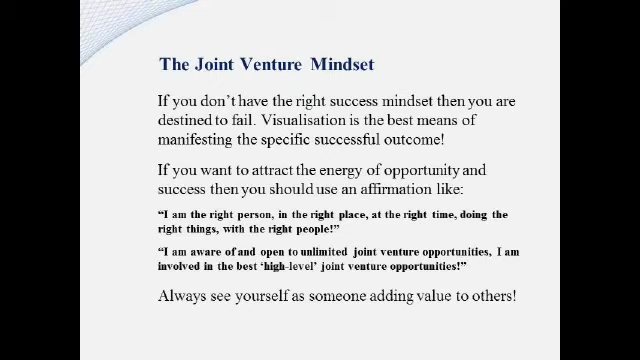 The Joint Venture Mindset
If you don't have the right success mindset then you are
destined to fail. Visualisation is the best means of
manifesting the specific successful outcome!
If you want to attract the energy of opportunity and
success then you should use an affirmation like:
“I am the right person, in the right place, at the right time, doing the
right things, with the right people!”
“I am aware of and open to unlimited joint venture opportunities, I am
involved in the best ‘high-level’ joint venture opportunities!”
Always see yourself as someone adding value to others!